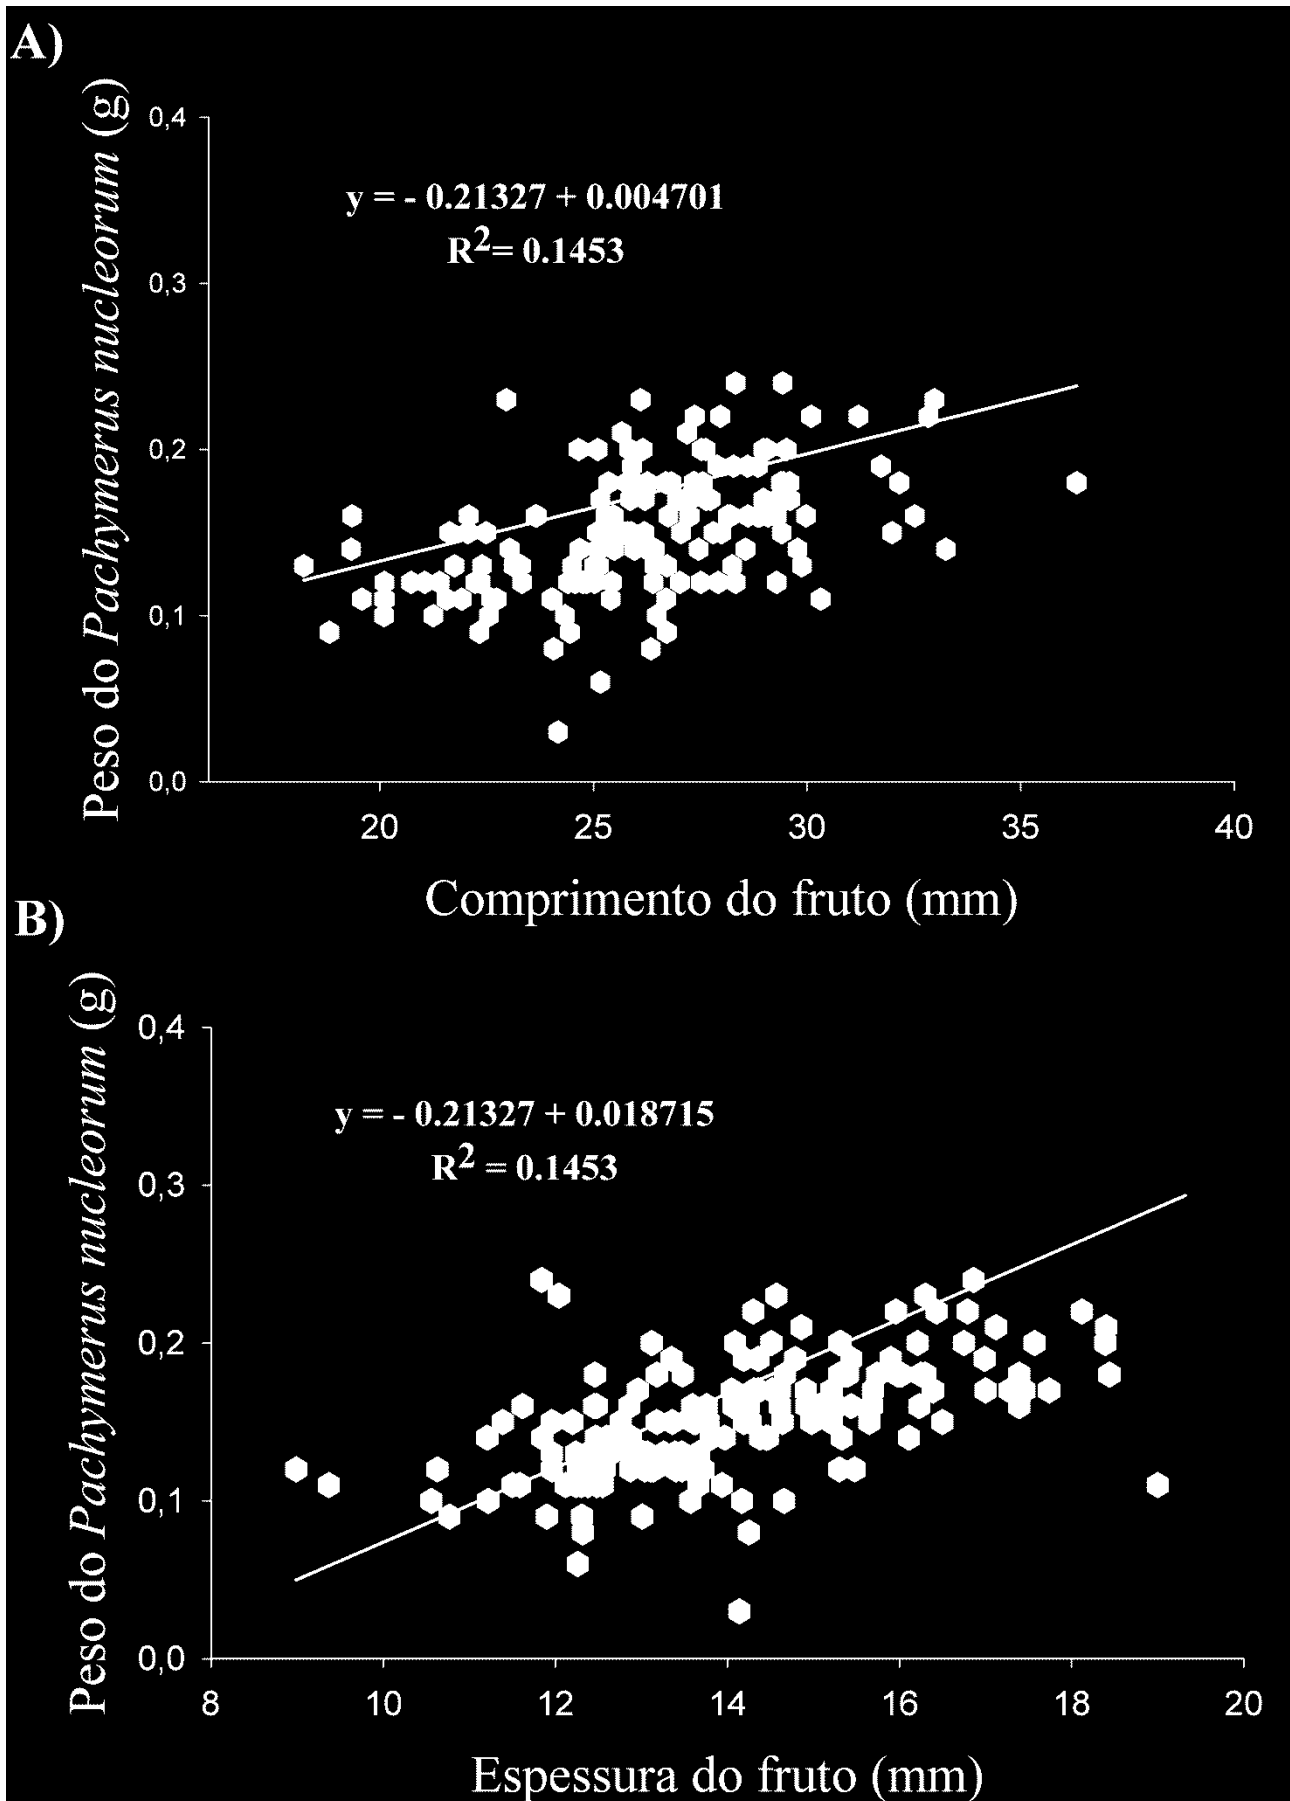 A)
Peso do Pachymerus nucleorum (g)
0,4
0,3
0,2
0,1
0,0
y = - 0.21327 + 0.004701
R²= 0.1453
20 25 30 35 40
Comprimento do fruto (mm)
B)
Peso do Pachymerus nucleorum (g)
0,4
0,3
0,2
0,1
0,0
y = - 0.21327 + 0.018715
R² = 0.1453
8 10 12 14 16 18 20
Espessura do fruto (mm)